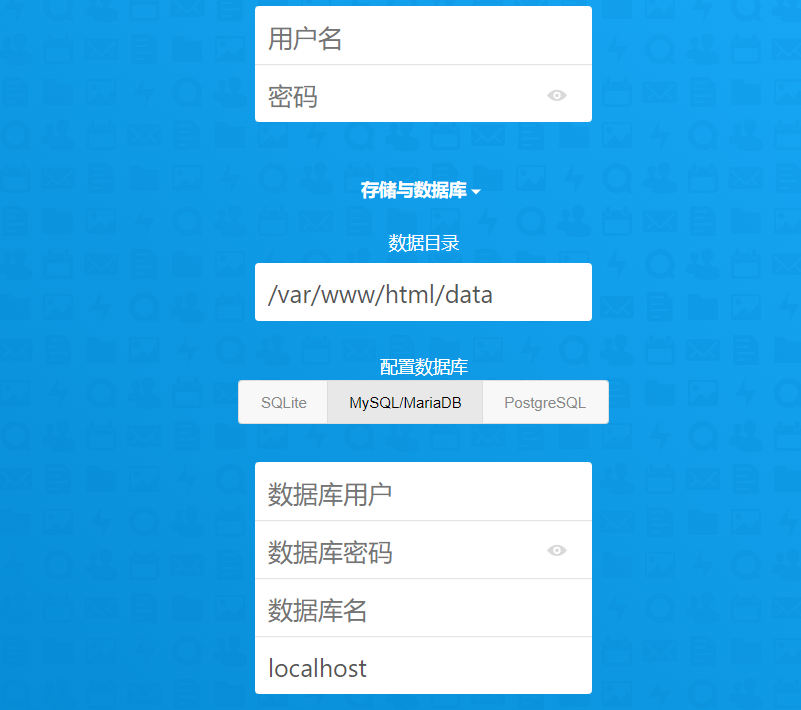 用户名
密码
存储与数据库
数据目录
/var/www/html/data
配置数据库
SQLite MySQL/MariaDB PostgreSQL
数据库用户
数据库密码
数据库名
localhost